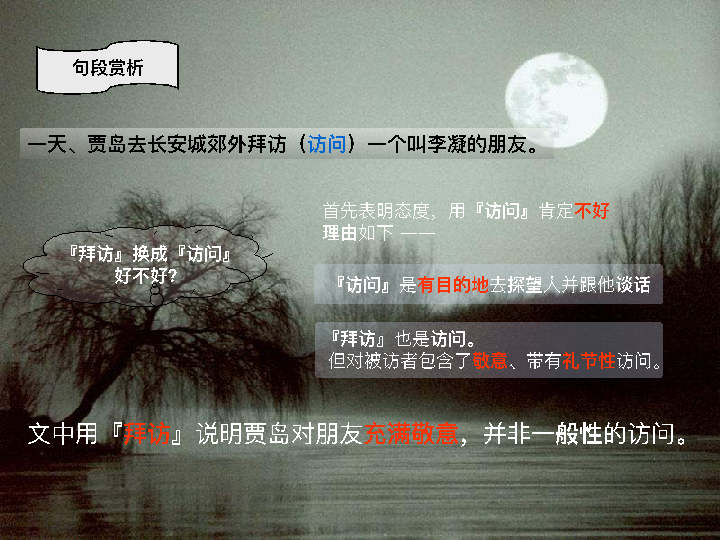 句段赏析
一天、贾岛去长安城郊外拜访（访问）一个叫李凝的朋友。
首先表明态度，用『访问』肯定不好
理由如下 ——
『拜访』换成『访问』
好不好?
『访问』是有目的地去探望人并跟他谈话
『拜访』也是访问。
但对被访者包含了敬意、带有礼节性访问。
文中用『拜访』说明贾岛对朋友充满敬意，并非一般性的访问。